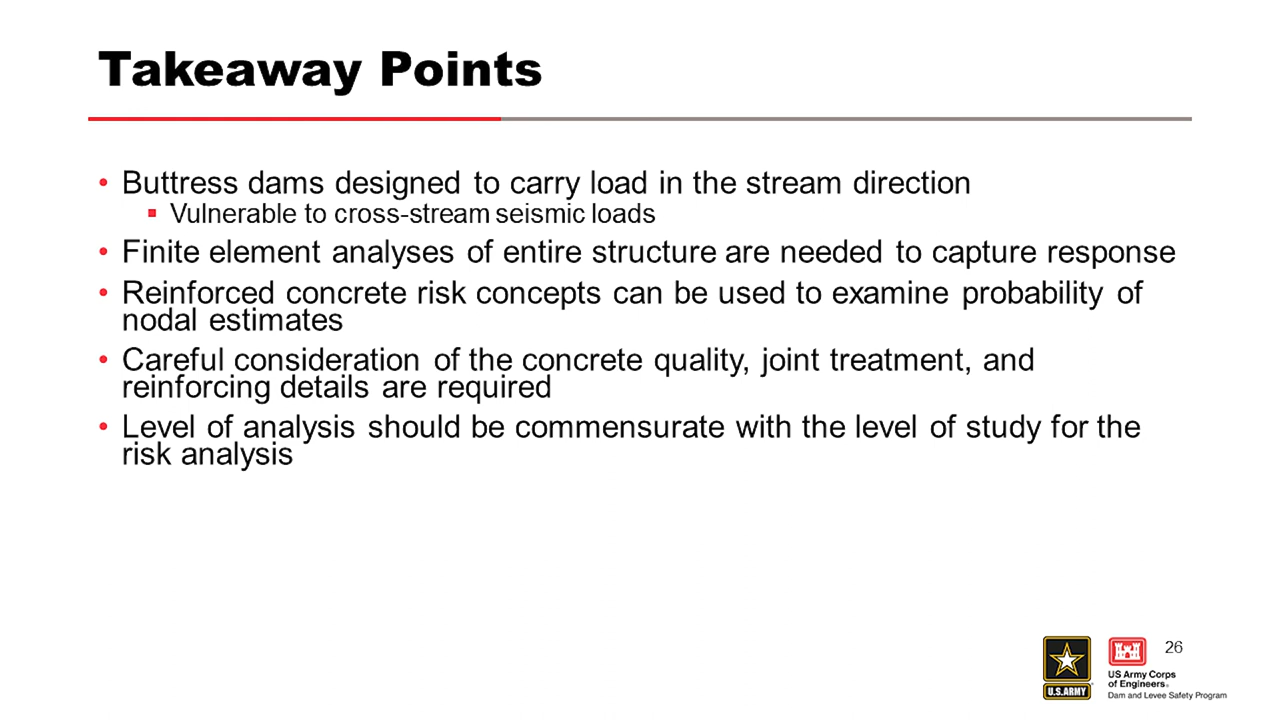 Takeaway Points
• Buttress dams designed to carry load in the stream direction
▪ Vulnerable to cross-stream seismic loads
• Finite element analyses of entire structure are needed to capture response
• Reinforced concrete risk concepts can be used to examine probability of
nodal estimates
• Careful consideration of the concrete quality, joint treatment, and
reinforcing details are required
• Level of analysis should be commensurate with the level of study for the
risk analysis
26
U.S.ARMY
US Army Corps
of Engineers®
Dam and Levee Safety Program